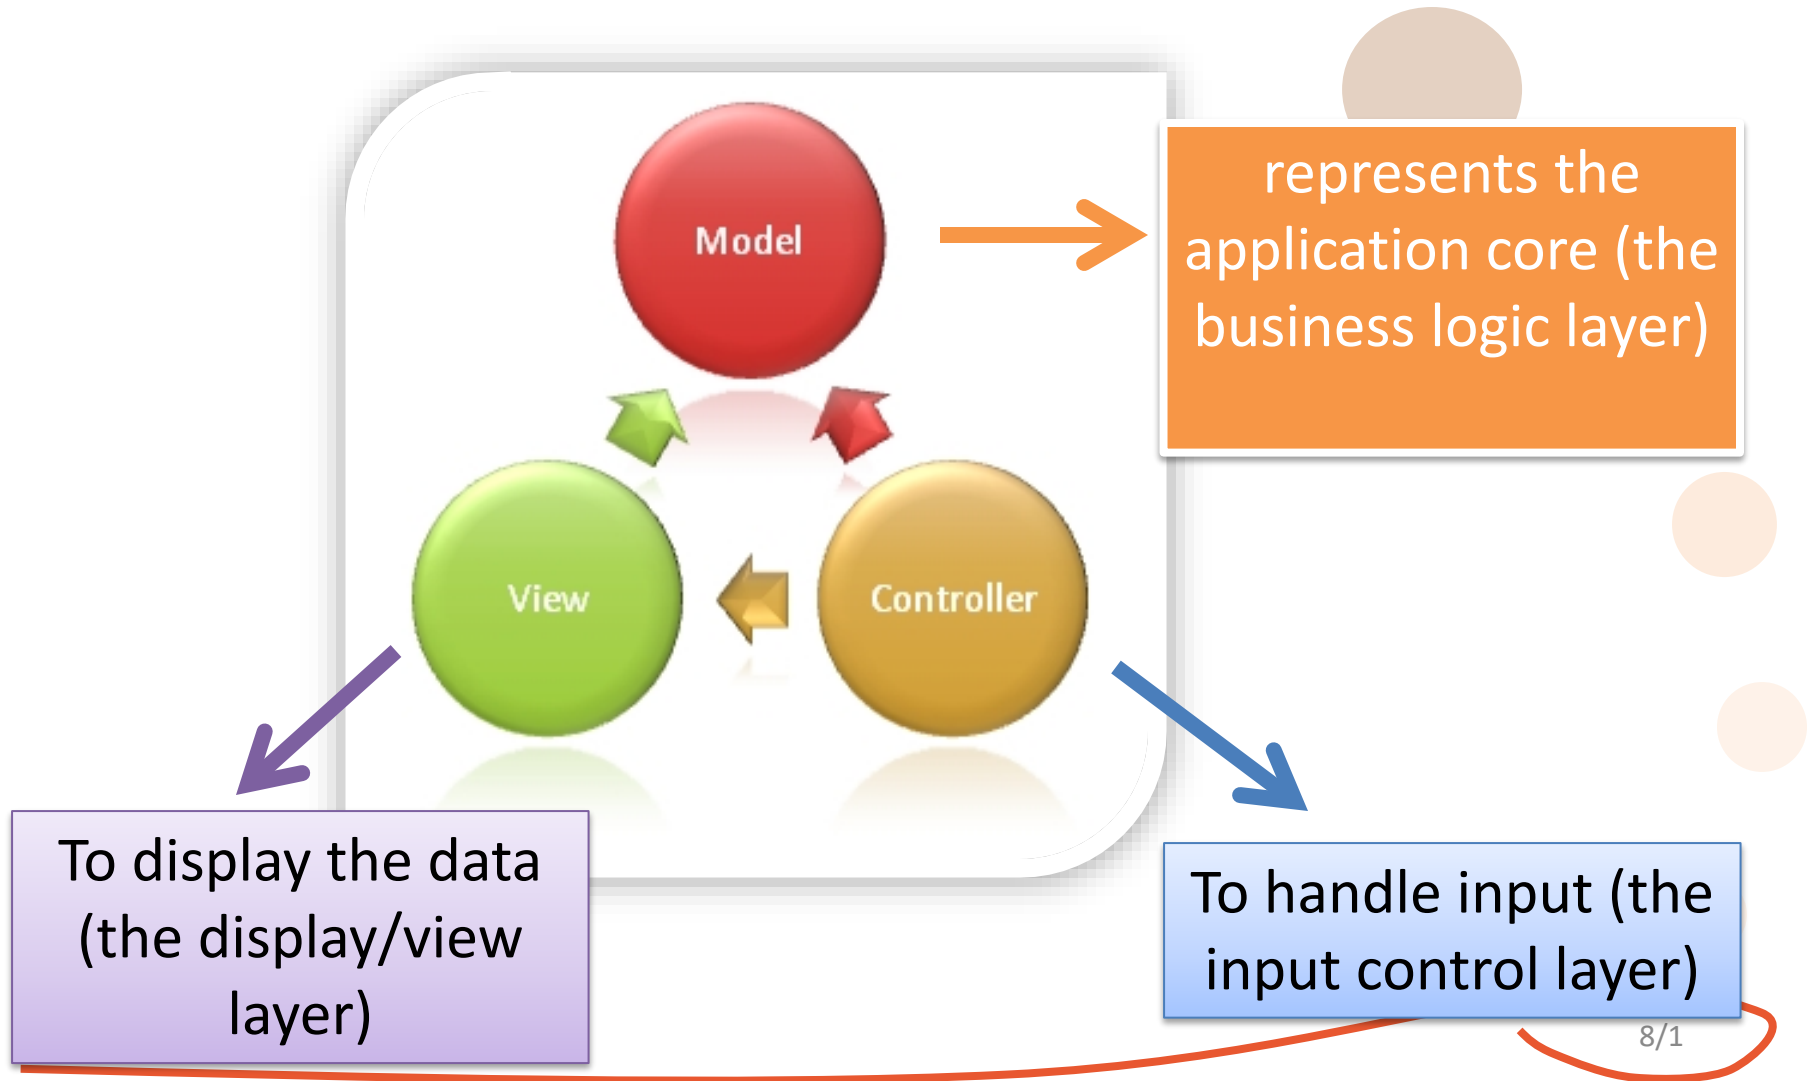 Model
represents the
application core (the
business logic layer)
View
Controller
To display the data
(the display/view
layer)
To handle input (the
input control layer)
8/1